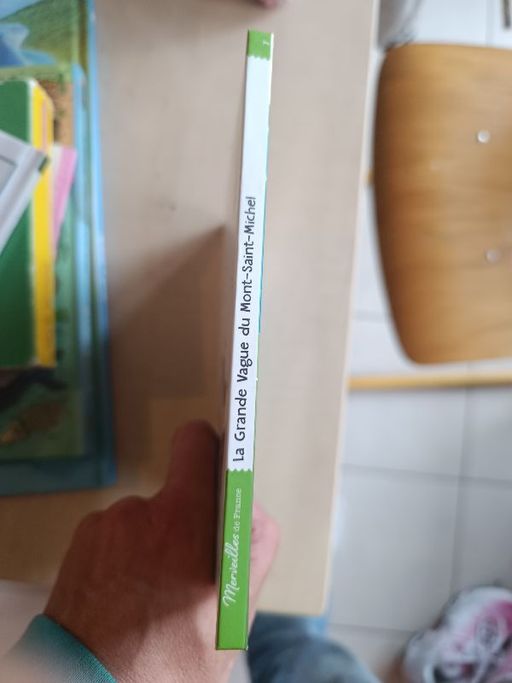 Merveilles de France
La Grande Vague du Mont-Saint-Michel